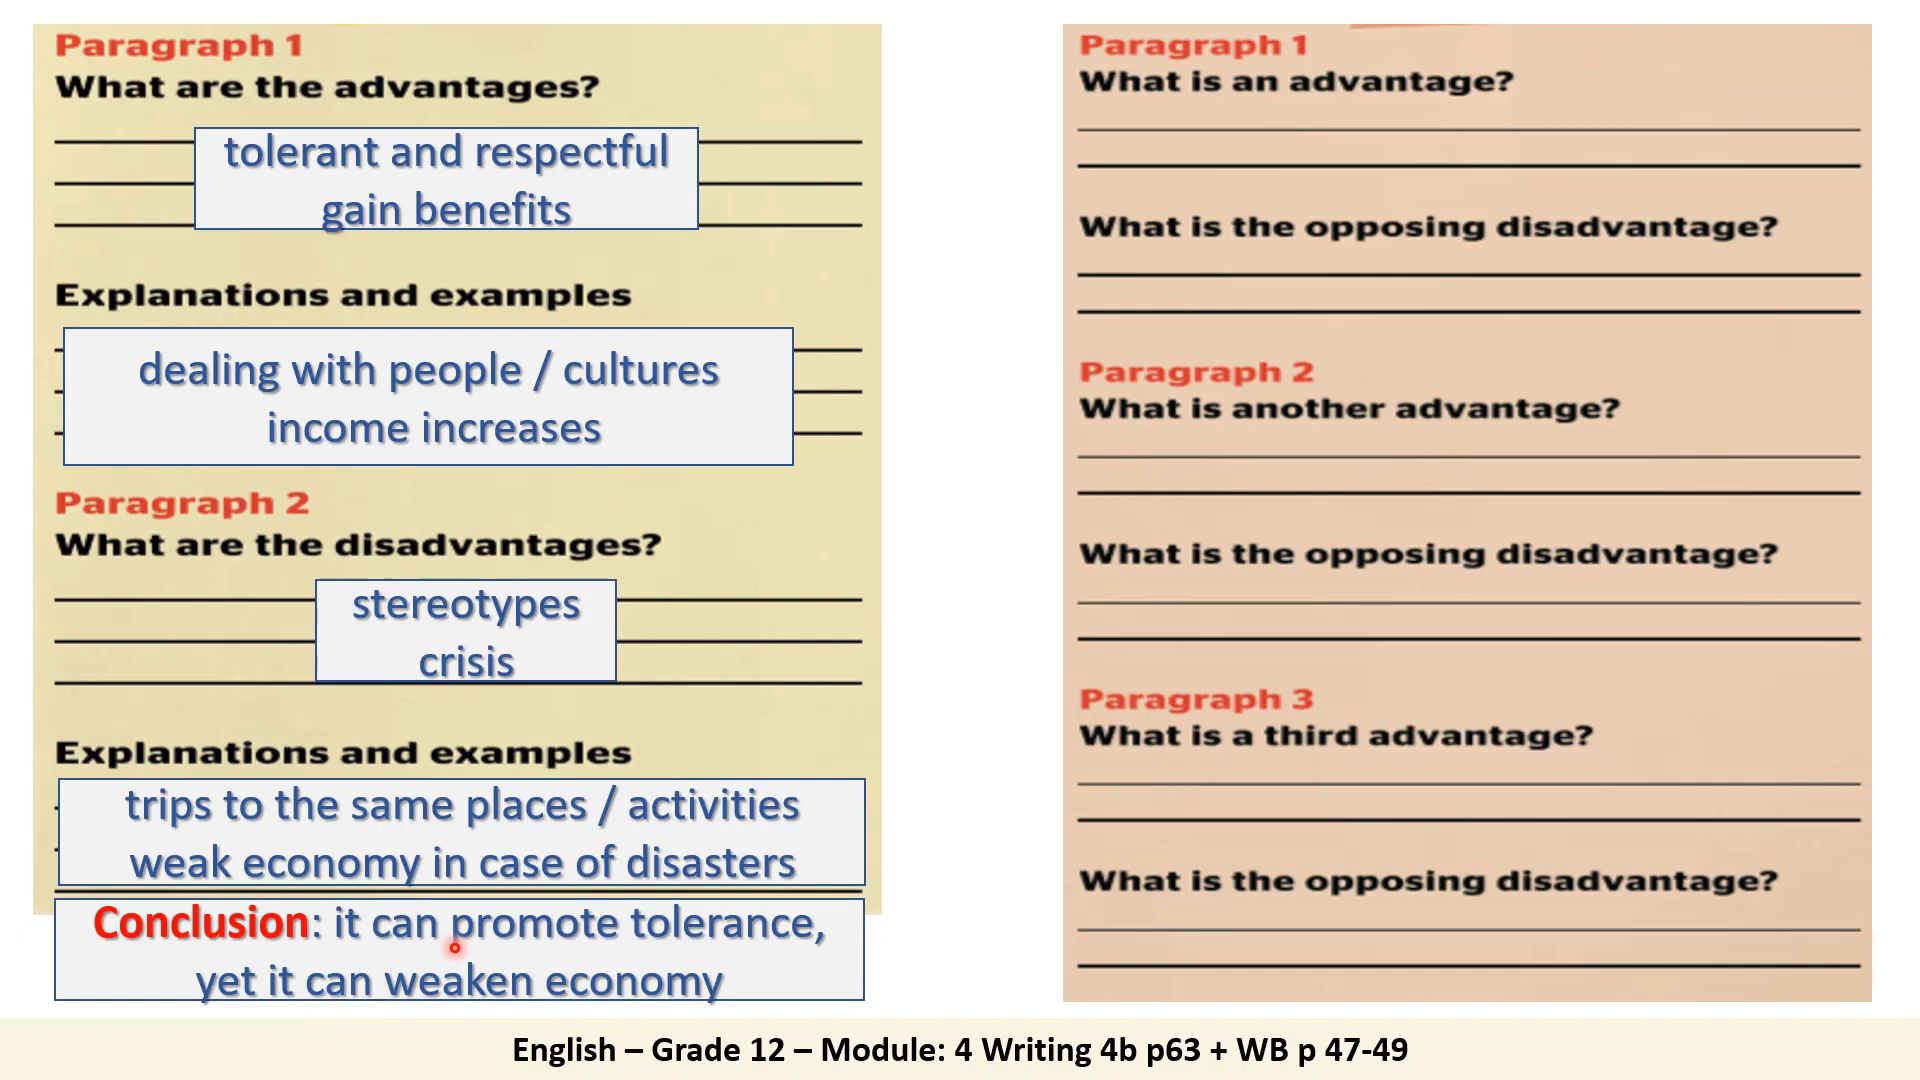 Paragraph 1
What are the advantages?
tolerant and respectful
gain benefits
Explanations and examples
dealing with people / cultures
income increases
Paragraph 2
What are the disadvantages?
stereotypes
crisis
Explanations and examples
trips to the same places / activities
weak economy in case of disasters
Conclusion: it can promote tolerance,
yet it can weaken economy
Paragraph 1
What is an advantage?
What is the opposing disadvantage?
Paragraph 2
What is another advantage?
What is the opposing disadvantage?
Paragraph 3
What is a third advantage?
What is the opposing disadvantage?
English – Grade 12 – Module: 4 Writing 4b p63 + WB p 47-49